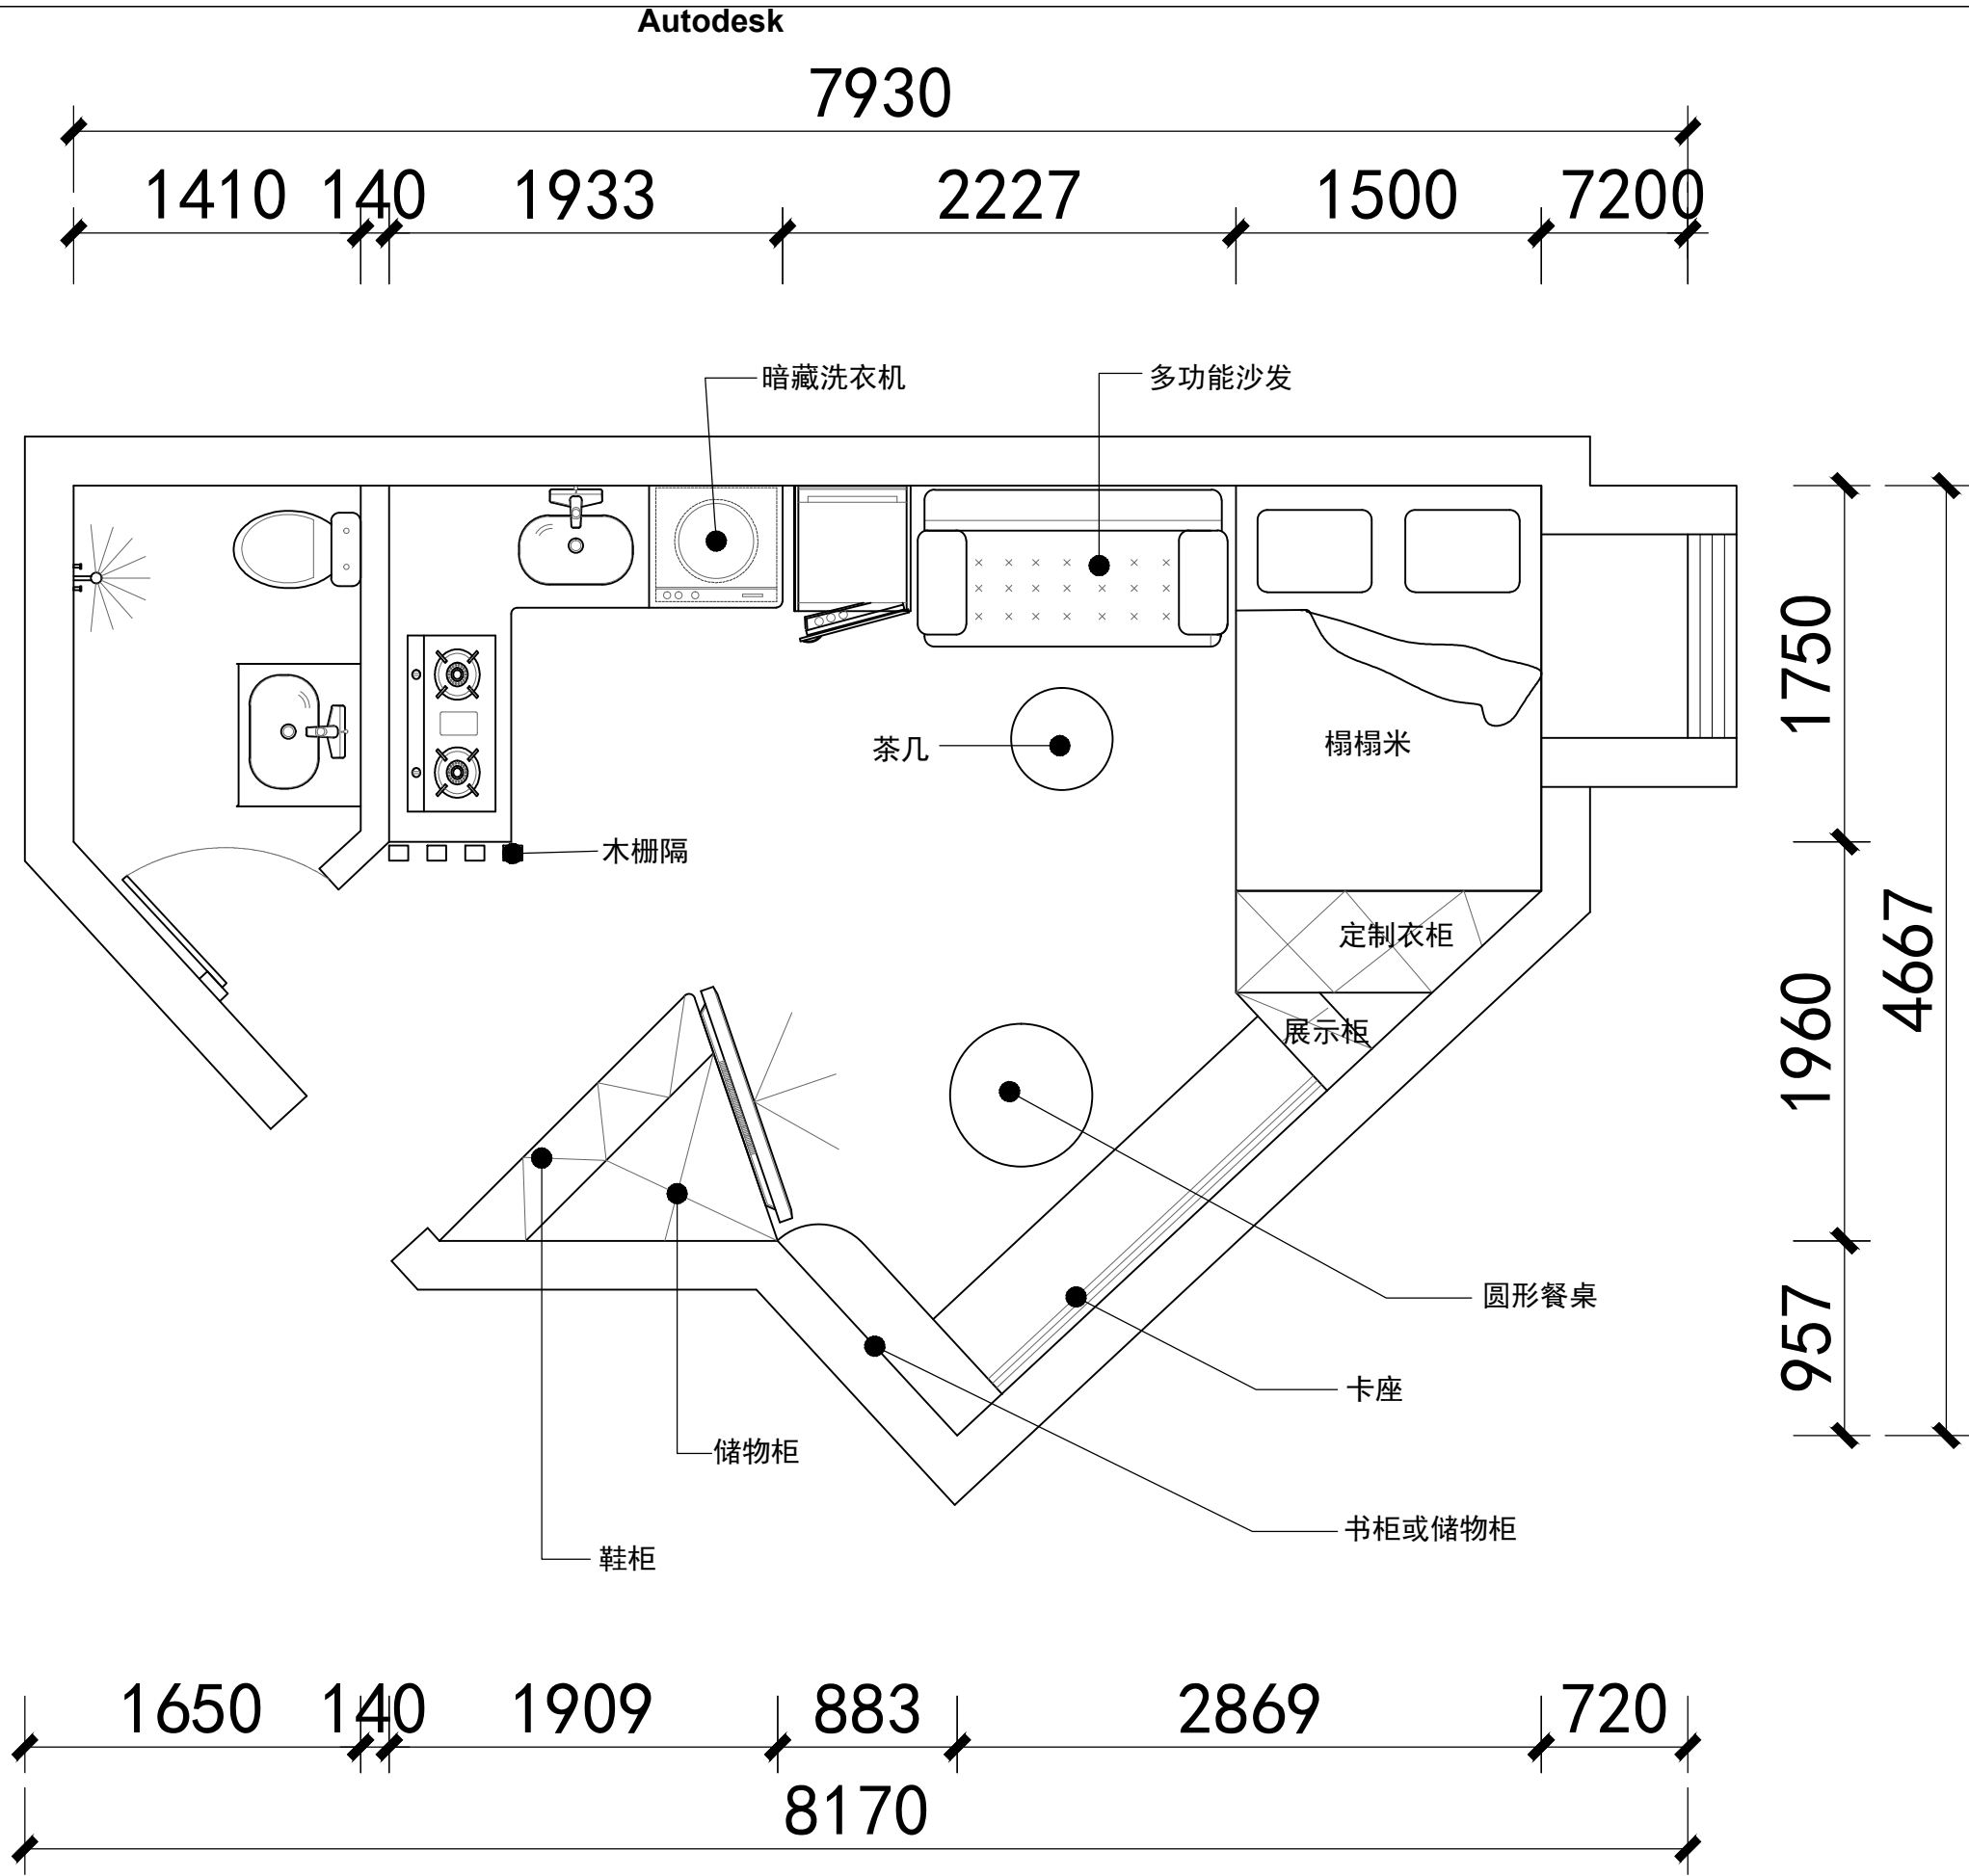 Autodesk
7930
1410 140 1933 2227 1500 7200
暗藏洗衣机
多功能沙发
1750
茶几
榻榻米
木栅隔
定制衣柜
4667
展示柜
1960
圆形餐桌
957
卡座
储物柜
书柜或储物柜
鞋柜
1650 140 1909 883 2869 720
8170